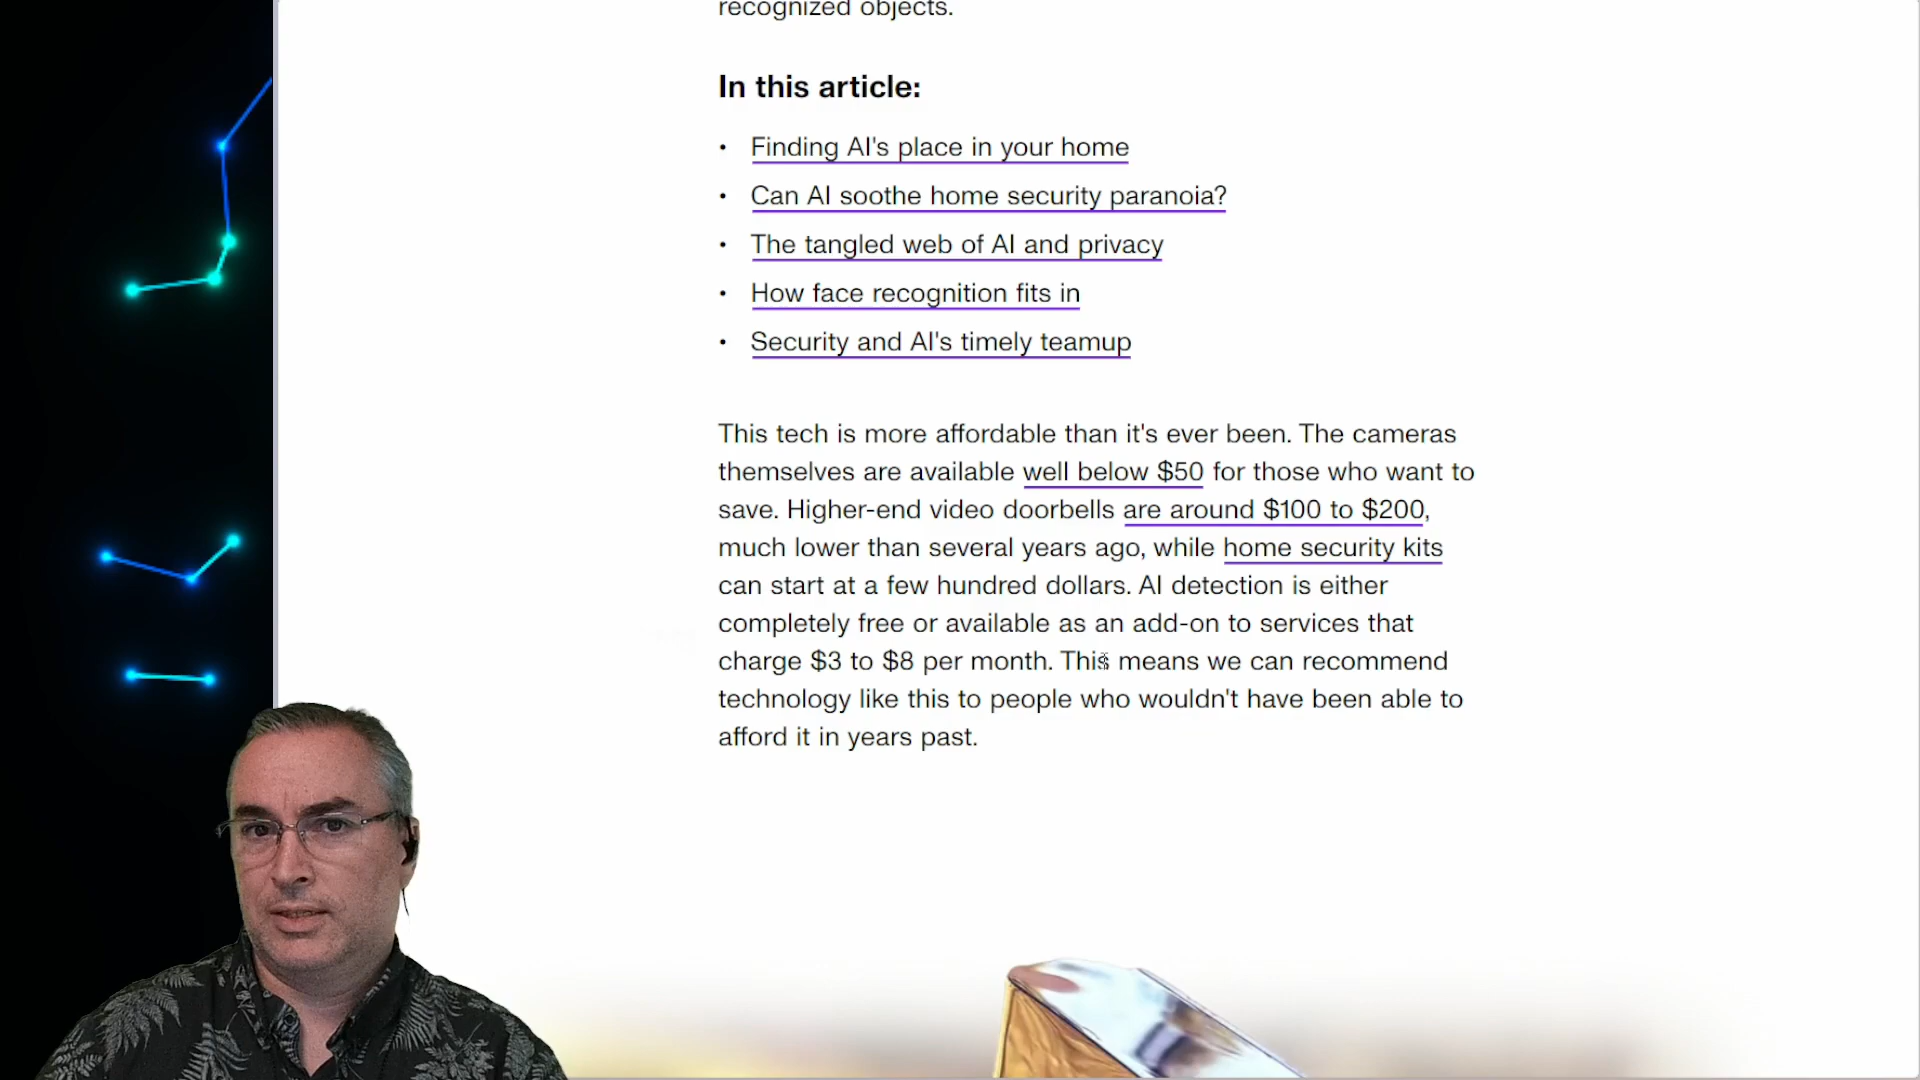 recognized objects.
In this article:
• Finding AI's place in your home
• Can AI soothe home security paranoia?
• The tangled web of AI and privacy
• How face recognition fits in
• Security and AI's timely teamup
This tech is more affordable than it's ever been. The cameras
themselves are available well below $50 for those who want to
save. Higher-end video doorbells are around $100 to $200,
much lower than several years ago, while home security kits
can start at a few hundred dollars. AI detection is either
completely free or available as an add-on to services that
charge $3 to $8 per month. This means we can recommend
technology like this to people who wouldn't have been able to
afford it in years past.